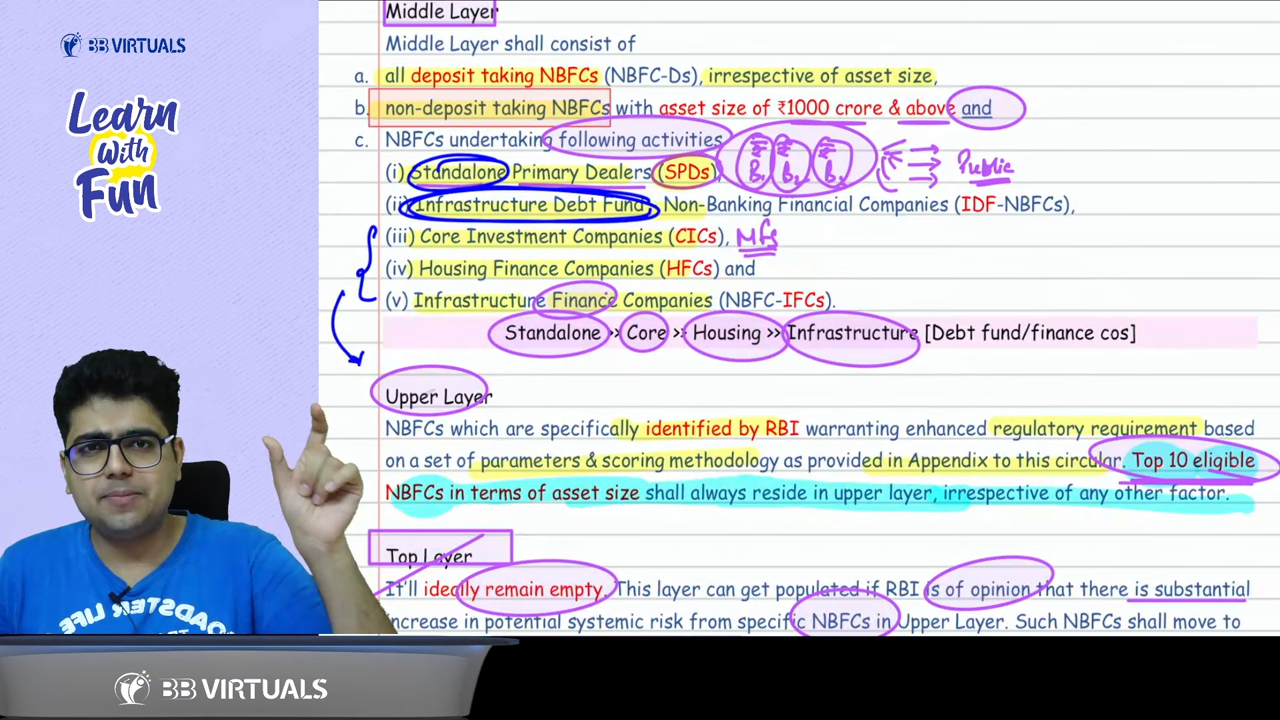 BB VIRTUALS
Learn
With
Fun
Middle Layer
Middle Layer shall consist of
a. all deposit taking NBFCs (NBFC-Ds), irrespective of asset size,
b. non-deposit taking NBFCs with asset size of ₹1000 crore & above and
c. NBFCs undertaking following activities
(i) Standalone Primary Dealers (SPDs),
B1 B2 B3
Public
(ii) Infrastructure Debt Fund, Non-Banking Financial Companies (IDF-NBFCs),
(iii) Core Investment Companies (CICs), MFs
(iv) Housing Finance Companies (HFCs) and
(v) Infrastructure Finance Companies (NBFC-IFCs).
Standalone >> Core >> Housing >> Infrastructure [Debt fund/finance cos]
Upper Layer
NBFCs which are specifically identified by RBI warranting enhanced regulatory requirement based
on a set of parameters & scoring methodology as provided in Appendix to this circular. Top 10 eligible
NBFCs in terms of asset size shall always reside in upper layer, irrespective of any other factor.
Top Layer
It'll ideally remain empty. This layer can get populated if RBI is of opinion that there is substantial
increase in potential systemic risk from specific NBFCs in Upper Layer. Such NBFCs shall move to
BB VIRTUALS